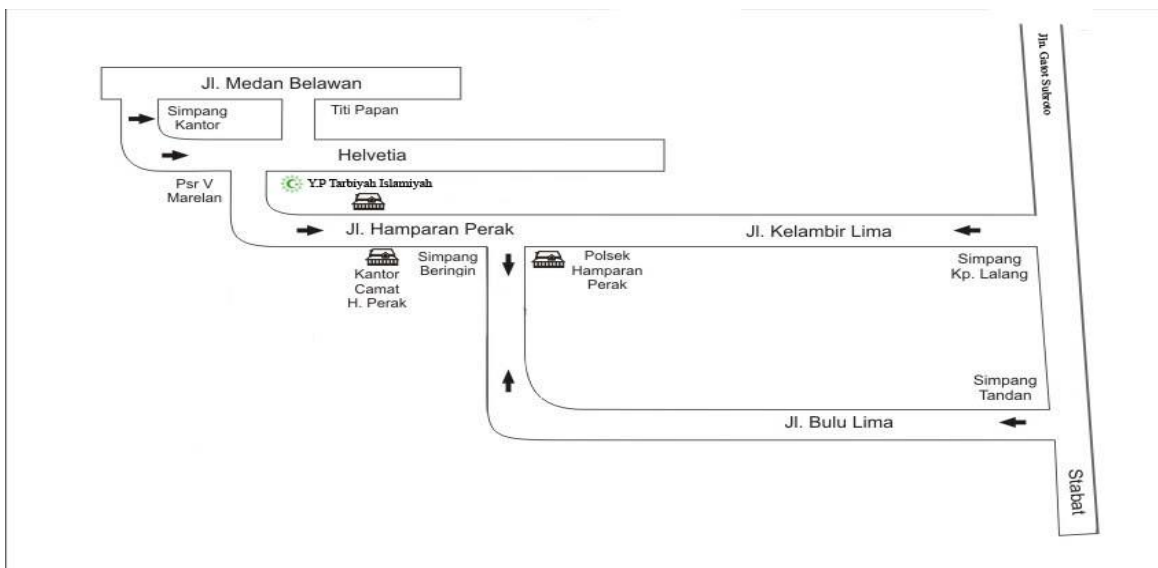 Jln. Gatot Subroto
Jl. Medan Belawan
Simpang
Kantor
Titi Papan
Helvetia
Psr V
Marelan
Y.P Tarbiyah Islamiyah
Jl. Hamparan Perak
Jl. Kelambir Lima
Kantor
Camat
H. Perak
Simpang
Beringin
Polsek
Hamparan
Perak
Simpang
Kp. Lalang
Simpang
Tandan
Jl. Bulu Lima
Stabat